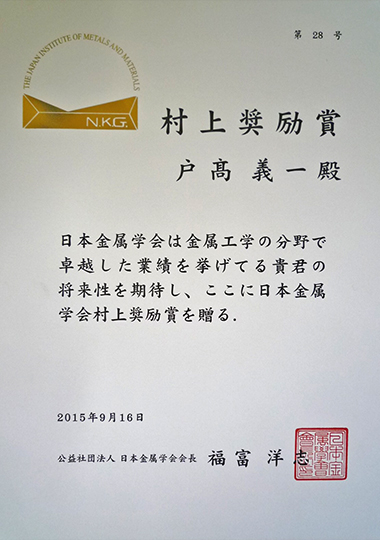 第 28 号
THE JAPAN INSTITUTE OF METALS AND MATERIALS
N.K.G.
村上奨励賞
戸髙 義一殿
日本金属学会は金属工学の分野で
卓越した業績を挙げてる貴君の
将来性を期待し、ここに日本金属
学会村上奨励賞を贈る.
2015年9月16日
公益社団法人 日本金属学会会長 福富 洋志